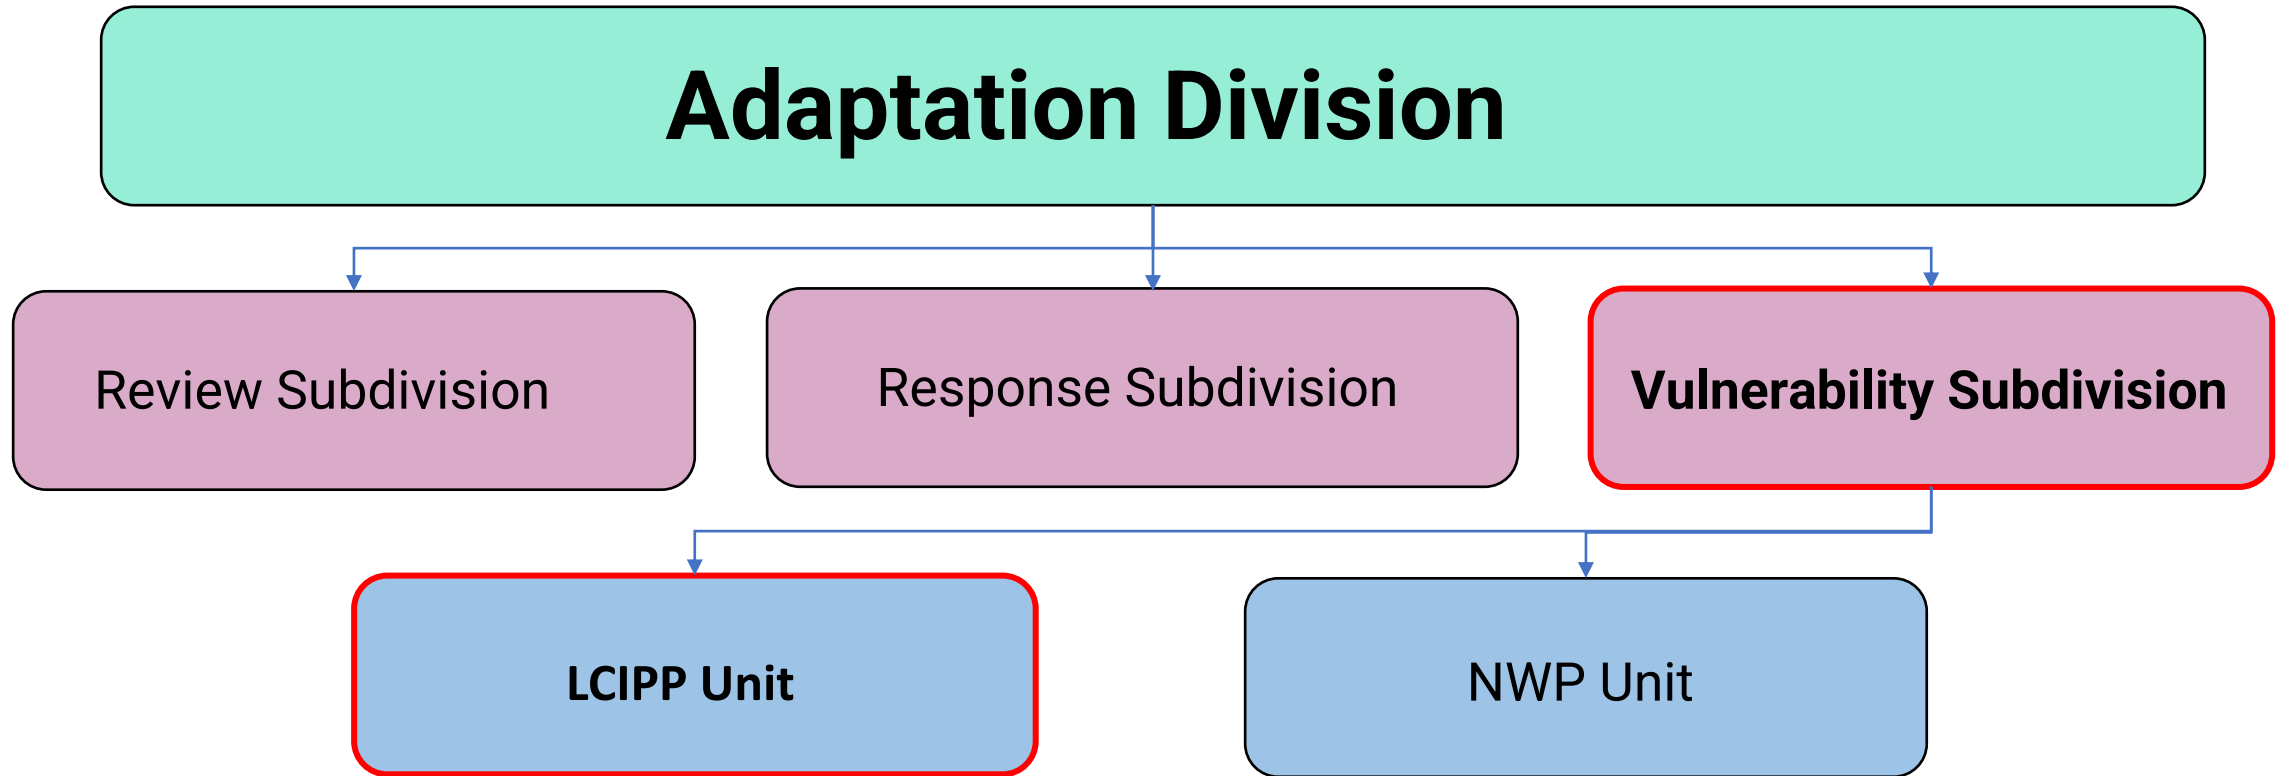 Adaptation Division
Review Subdivision
Response Subdivision
Vulnerability Subdivision
LCIPP Unit
NWP Unit